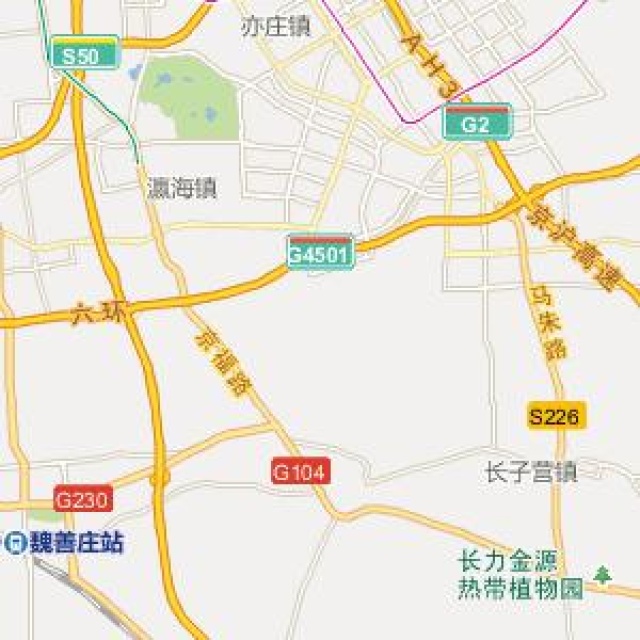 亦庄镇
S50
AH3
G2
瀛海镇
G4501
京沪高速
六环
马朱路
京福路
S226
G104
长子营镇
G230
魏善庄站
长力金源
热带植物园